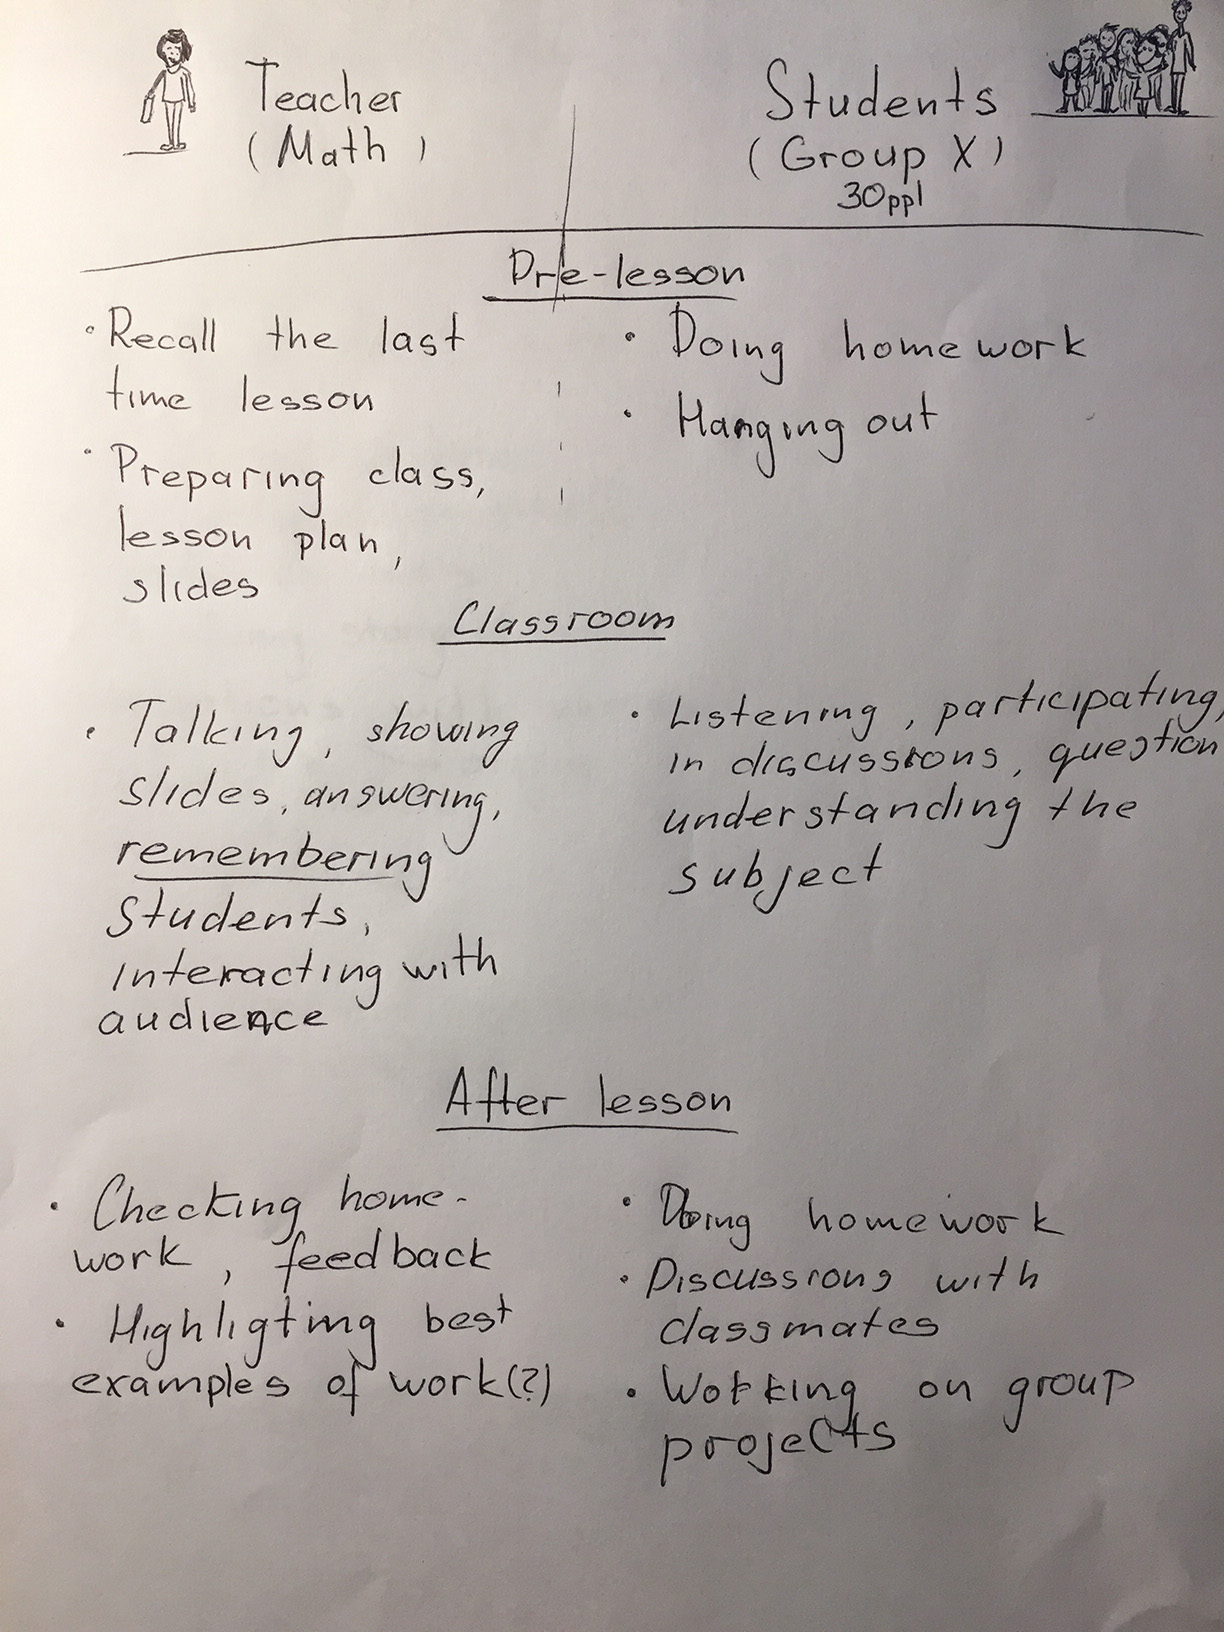 Teacher
(Math)
Students
(Group X)
30ppl
Pre-lesson
• Recall the last
time lesson
• Preparing class,
lesson plan,
slides
• Doing homework
• Hanging out
Classroom
• Talking, showing
slides, answering,
remembering
students,
interacting with
audience
• Listening, participating,
in discussions, question
understanding the
subject
After lesson
• Checking home-
work, feedback
• Highligting best
examples of work(?)
• Doing homework
• Discussions with
classmates
• Working on group
projects